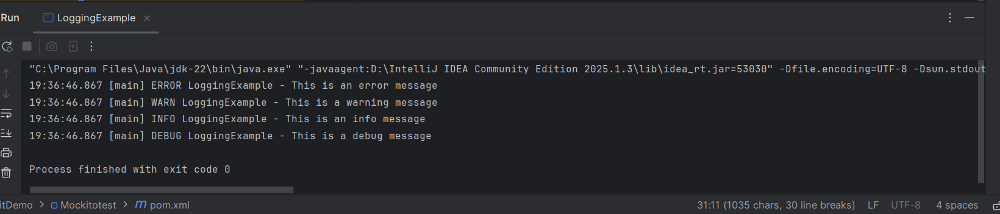 Run LoggingExample
"C:\Program Files\Java\jdk-22\bin\java.exe" "-javaagent:D:\IntelliJ IDEA Community Edition 2025.1.3\lib\idea_rt.jar=53030" -Dfile.encoding=UTF-8 -Dsun.stdout
19:36:46.867 [main] ERROR LoggingExample - This is an error message
19:36:46.867 [main] WARN LoggingExample - This is a warning message
19:36:46.867 [main] INFO LoggingExample - This is an info message
19:36:46.867 [main] DEBUG LoggingExample - This is a debug message
Process finished with exit code 0
itDemo > Mockitotest > m pom.xml 31:11 (1035 chars, 30 line breaks) LF UTF-8 4 spaces